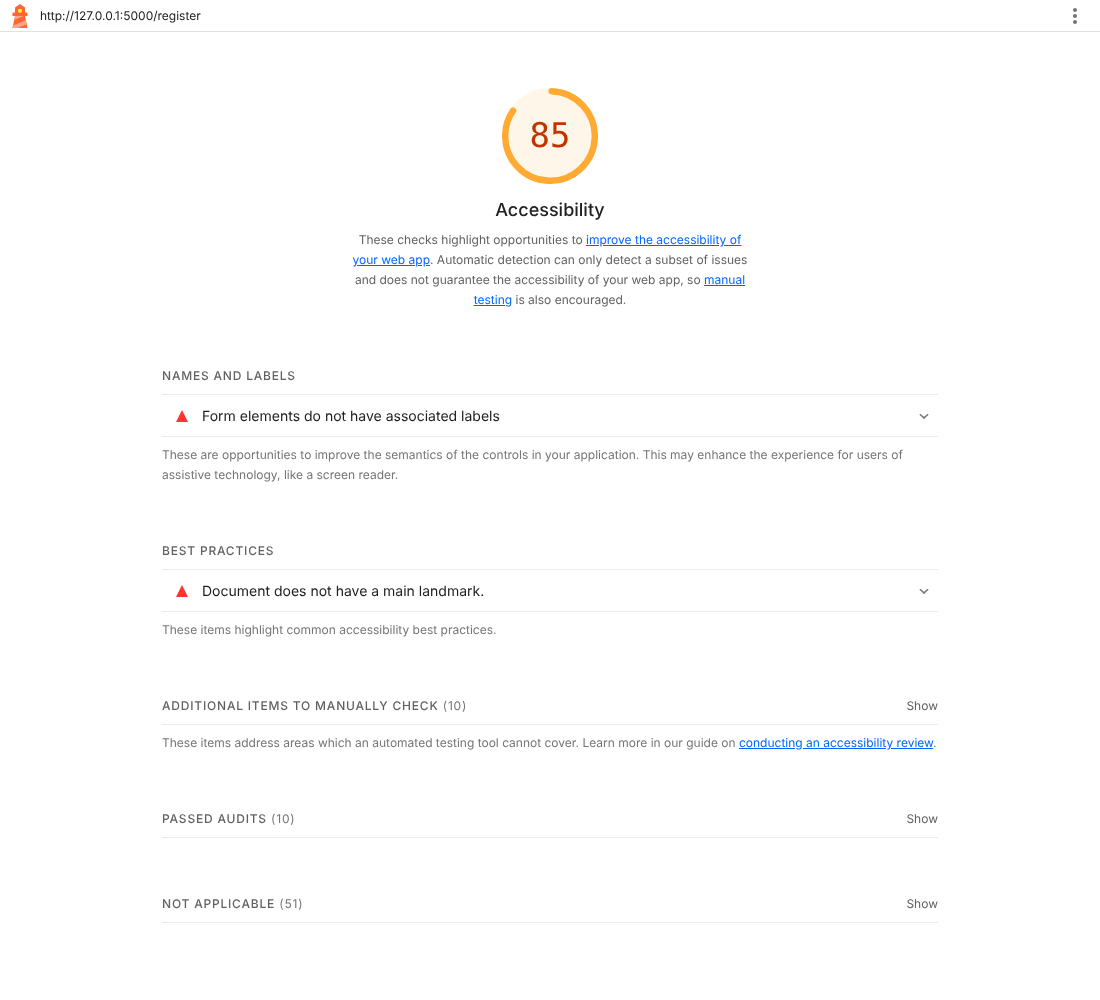 http://127.0.0.1:5000/register
85
Accessibility
These checks highlight opportunities to improve the accessibility of
your web app. Automatic detection can only detect a subset of issues
and does not guarantee the accessibility of your web app, so manual
testing is also encouraged.
NAMES AND LABELS
Form elements do not have associated labels
These are opportunities to improve the semantics of the controls in your application. This may enhance the experience for users of
assistive technology, like a screen reader.
BEST PRACTICES
Document does not have a main landmark.
These items highlight common accessibility best practices.
ADDITIONAL ITEMS TO MANUALLY CHECK (10) Show
These items address areas which an automated testing tool cannot cover. Learn more in our guide on conducting an accessibility review.
PASSED AUDITS (10) Show
NOT APPLICABLE (51) Show